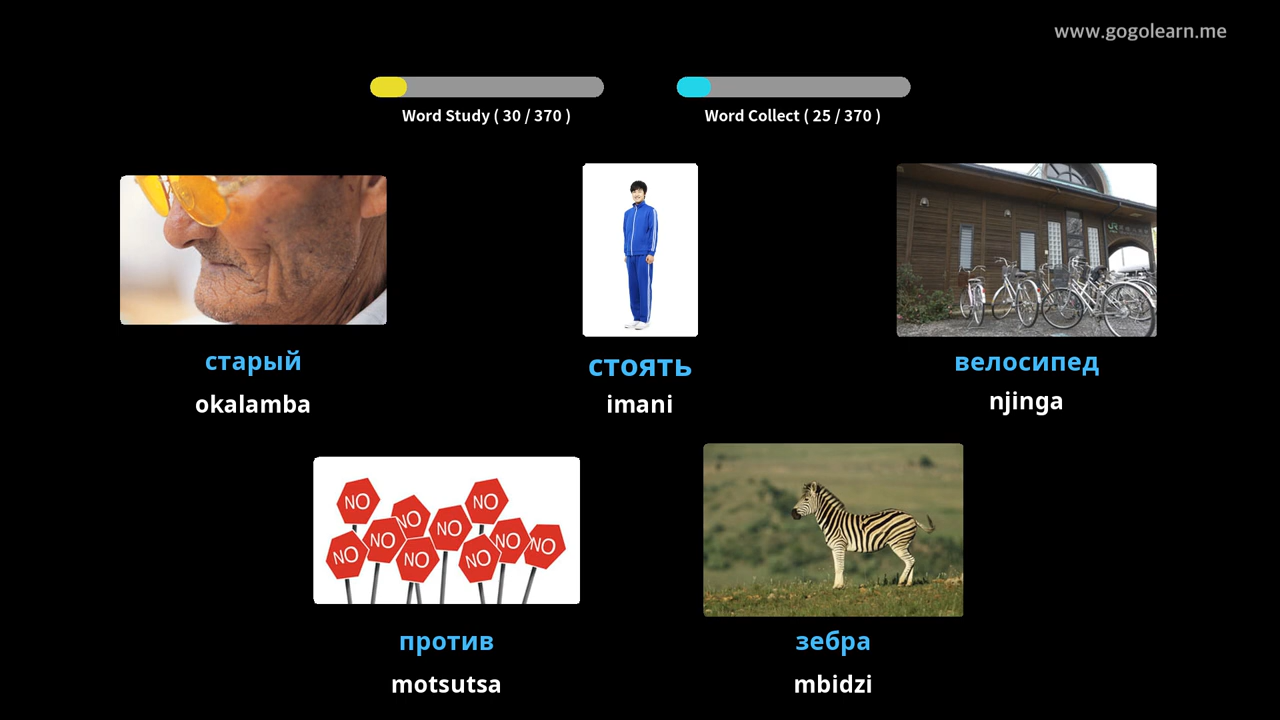 www.gogolearn.me
Word Study ( 30 / 370 )
Word Collect ( 25 / 370 )
старый
стоять
велосипед
okalamba
imani
njinga
NO
NO
NO
NO
NO
NO
NO
NO
NO
NO
против
зебра
motsutsa
mbidzi